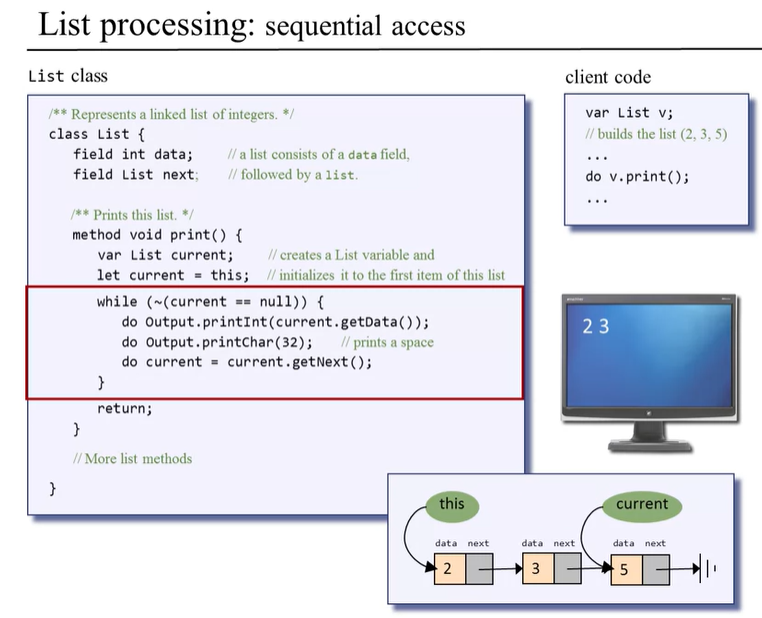 List processing: sequential access
List class
/** Represents a linked list of integers. */
class List {
field int data; // a list consists of a data field,
field List next; // followed by a list.
/** Prints this list. */
method void print() {
var List current; // creates a List variable and
let current = this; // initializes it to the first item of this list
while (~(current == null)) {
do Output.printInt(current.getData());
do Output.printChar(32); // prints a space
do current = current.getNext();
}
return;
}
// More list methods
}
client code
var List v;
// builds the list (2, 3, 5)
...
do v.print();
...
2 3
this
current
data next data next data next
2 3 5